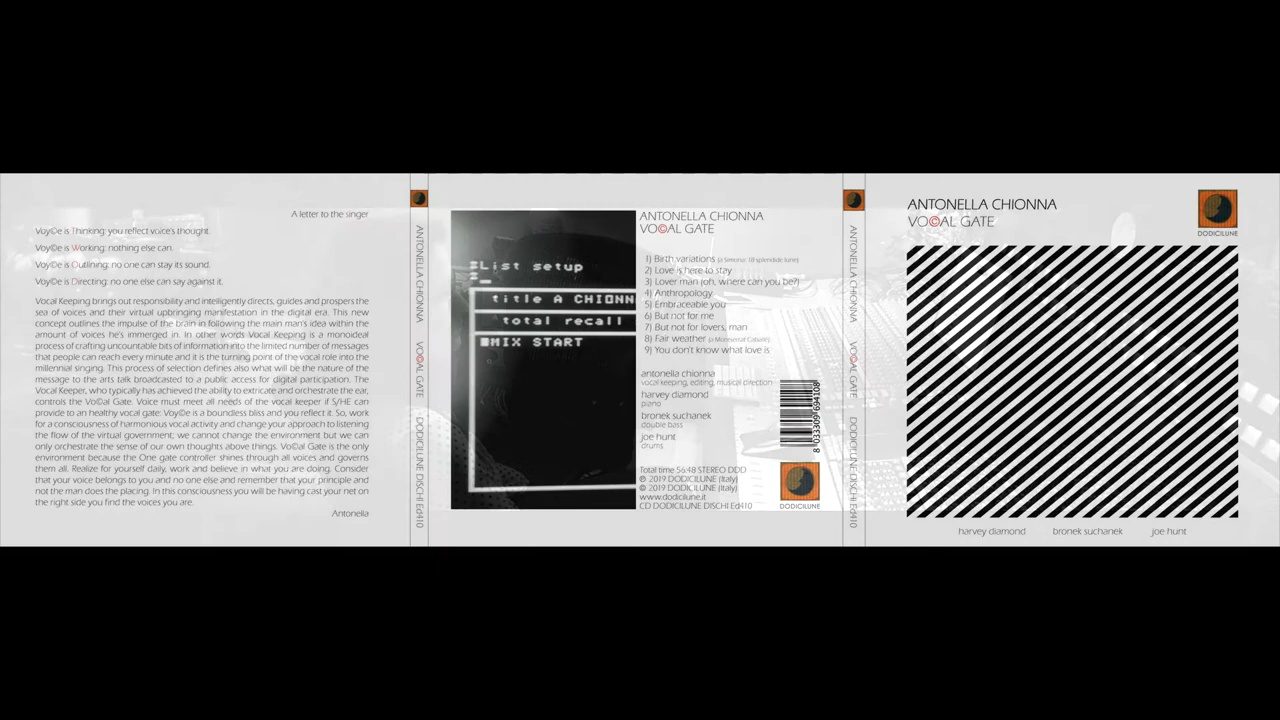 A letter to the singer
Voy©e is Thinking: you reflect voice's thought.
Voy©e is Working: nothing else can.
Voy©e is Outlining: no one can stay its sound.
Voy©e is Directing: no one else can say against it.
Vocal Keeping brings out responsibility and intelligently directs, guides and prospers the
sea of voices and their virtual upbringing manifestation in the digital era. This new
concept outlines the impulse of the brain in following the main man's idea within the
amount of voices he's immerged in. In other words Vocal Keeping is a monoideal
process of crafting uncountable bits of information into the limited number of messages
that people can reach every minute and it is the turning point of the vocal role into the
millennial singing. This process of selection defines also what will be the nature of the
message to the arts talk broadcasted to a public access for digital participation. The
Vocal Keeper, who typically has achieved the ability to extricate and orchestrate the ear,
controls the Vo©al Gate. Voice must meet all needs of the vocal keeper if S/HE can
provide to an healthy vocal gate: Voy©e is a boundless bliss and you reflect it. So, work
for a consciousness of harmonious vocal activity and change your approach to listening
the flow of the virtual government; we cannot change the environment but we can
only orchestrate the sense of our own thoughts above things. Vo©al Gate is the only
environment because the One gate controller shines through all voices and governs
them all. Realize for yourself daily, work and believe in what you are doing. Consider
that your voice belongs to you and no one else and remember that your principle and
not the man does the placing. In this consciousness you will be having cast your net on
the right side you find the voices you are.
Antonella
ANTONELLA CHIONNA VO©AL GATE DODICILUNE DISCHI Ed410
List setup
title A CHIONN
total recall
MIX START
ANTONELLA CHIONNA
VO©AL GATE
1) Birth variations (a Simona: 18 splendide lune)
2) Love is here to stay
3) Lover man (oh, where can you be?)
4) Anthropology
5) Embraceable you
6) But not for me
7) But not for lovers, man
8) Fair weather (a Montserrat Caballé)
9) You don't know what love is
antonella chionna
vocal keeping, editing, musical direction
harvey diamond
piano
bronek suchanek
double bass
joe hunt
drums
8 033309 694108
Total time 56:48 STEREO DDD
℗ 2019 DODICILUNE (Italy)
© 2019 DODICILUNE (Italy)
www.dodicilune.it
CD DODICILUNE DISCHI Ed410
DODICILUNE
ANTONELLA CHIONNA VO©AL GATE DODICILUNE DISCHI Ed410
ANTONELLA CHIONNA
VO©AL GATE
DODICILUNE
harvey diamond bronek suchanek joe hunt